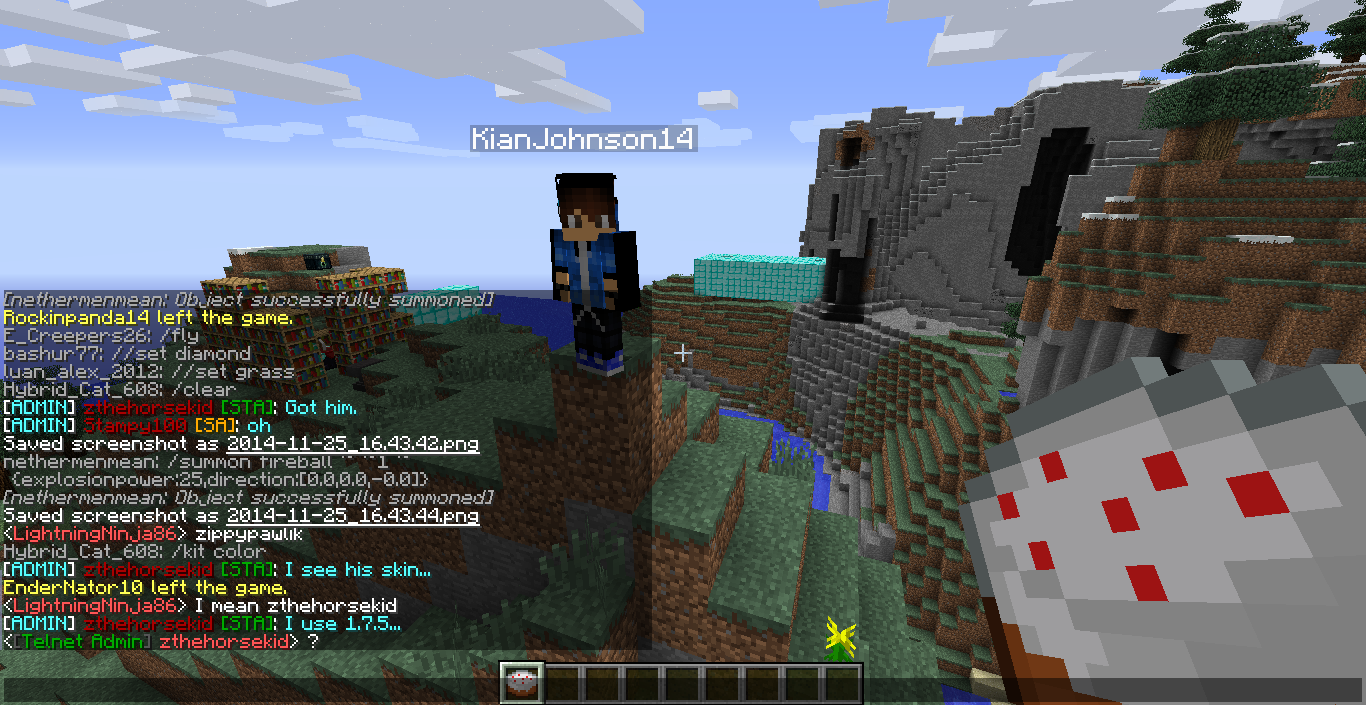 KianJohnson14
[nethermenmean: Object successfully summoned]
Rockinpanda14 left the game.
E_Creepers26: /fly
bashur77: //set diamond
luan_alex_2012: //set grass
Hybrid_Cat_608: /clear
[ADMIN] zthehorsekid [STA]: Got him.
[ADMIN] Stampy100 [SA]: oh
Saved screenshot as 2014-11-25_16.43.42.png
nethermenmean: /summon fireball ~ ~1 ~
{explosionpower:25,direction:[0.0,0.0,-0.0]}
[nethermenmean: Object successfully summoned]
Saved screenshot as 2014-11-25_16.43.44.png
<LightningNinja86> zippypawlik
Hybrid_Cat_608: /kit color
[ADMIN] zthehorsekid [STA]: I see his skin...
EnderNator10 left the game.
<LightningNinja86> I mean zthehorsekid
[ADMIN] zthehorsekid [STA]: I use 1.7.5...
<[Telnet Admin] zthehorsekid> ?